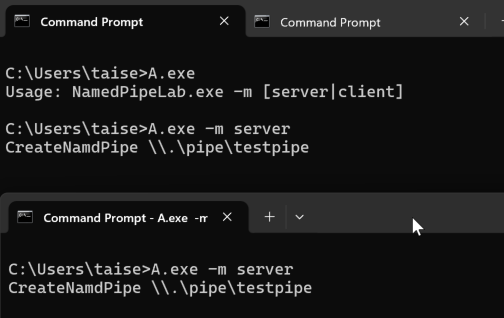 Command Prompt
Command Prompt
C:\Users\taise>A.exe
Usage: NamedPipeLab.exe -m [server|client]
C:\Users\taise>A.exe -m server
CreateNamdPipe \\.\pipe\testpipe
Command Prompt - A.exe -m
C:\Users\taise>A.exe -m server
CreateNamdPipe \\.\pipe\testpipe